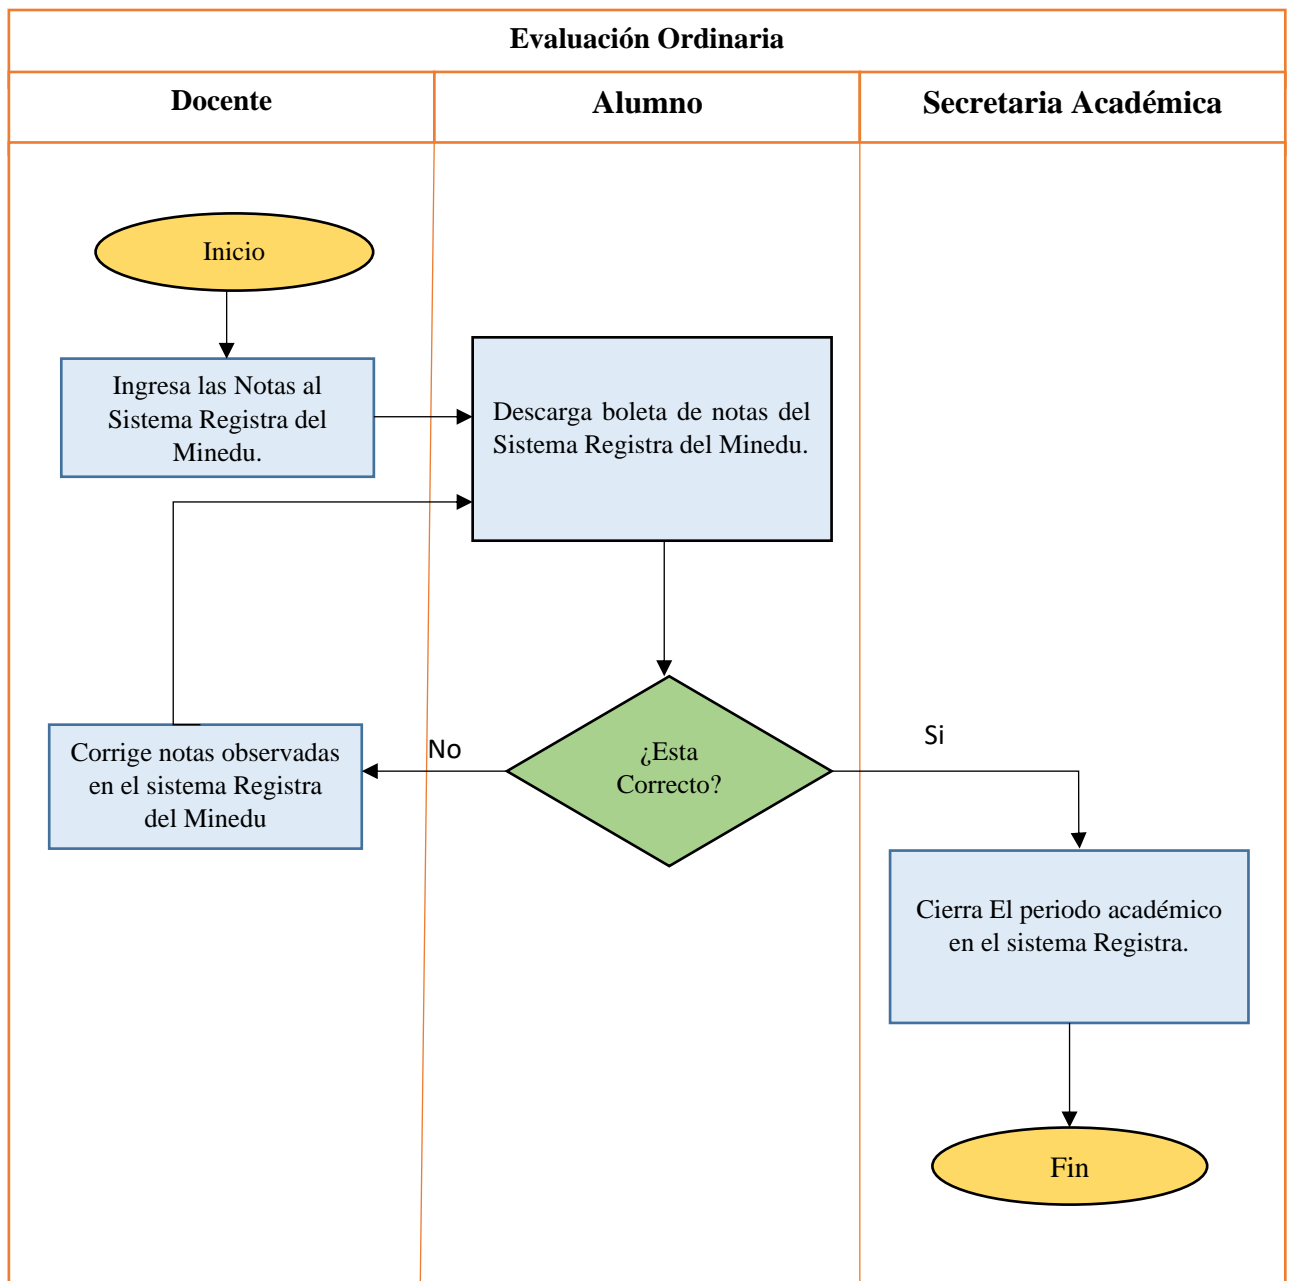 Evaluación Ordinaria
Docente
Alumno
Secretaria Académica
Inicio
Ingresa las Notas al
Sistema Registra del
Minedu.
Descarga boleta de notas del
Sistema Registra del Minedu.
¿Esta
Correcto?
No
Si
Corrige notas observadas
en el sistema Registra
del Minedu
Cierra El periodo académico
en el sistema Registra.
Fin